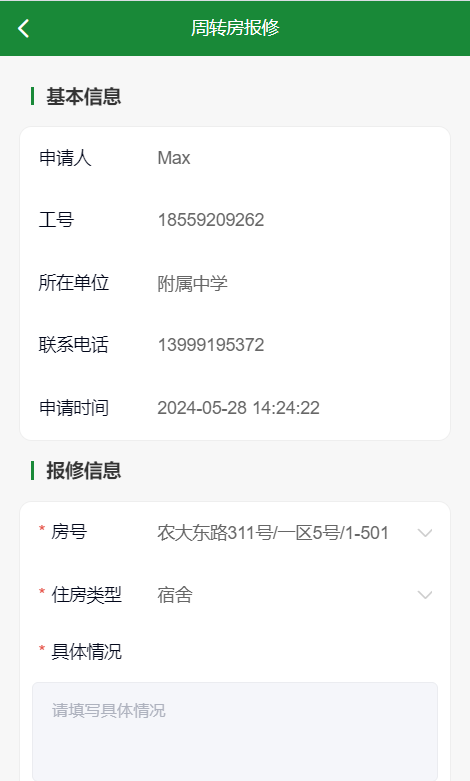 周转房报修
基本信息
申请人 Max
工号 18559209262
所在单位 附属中学
联系电话 13999195372
申请时间 2024-05-28 14:24:22
报修信息
* 房号 农大东路311号/一区5号/1-501
* 住房类型 宿舍
* 具体情况
请填写具体情况